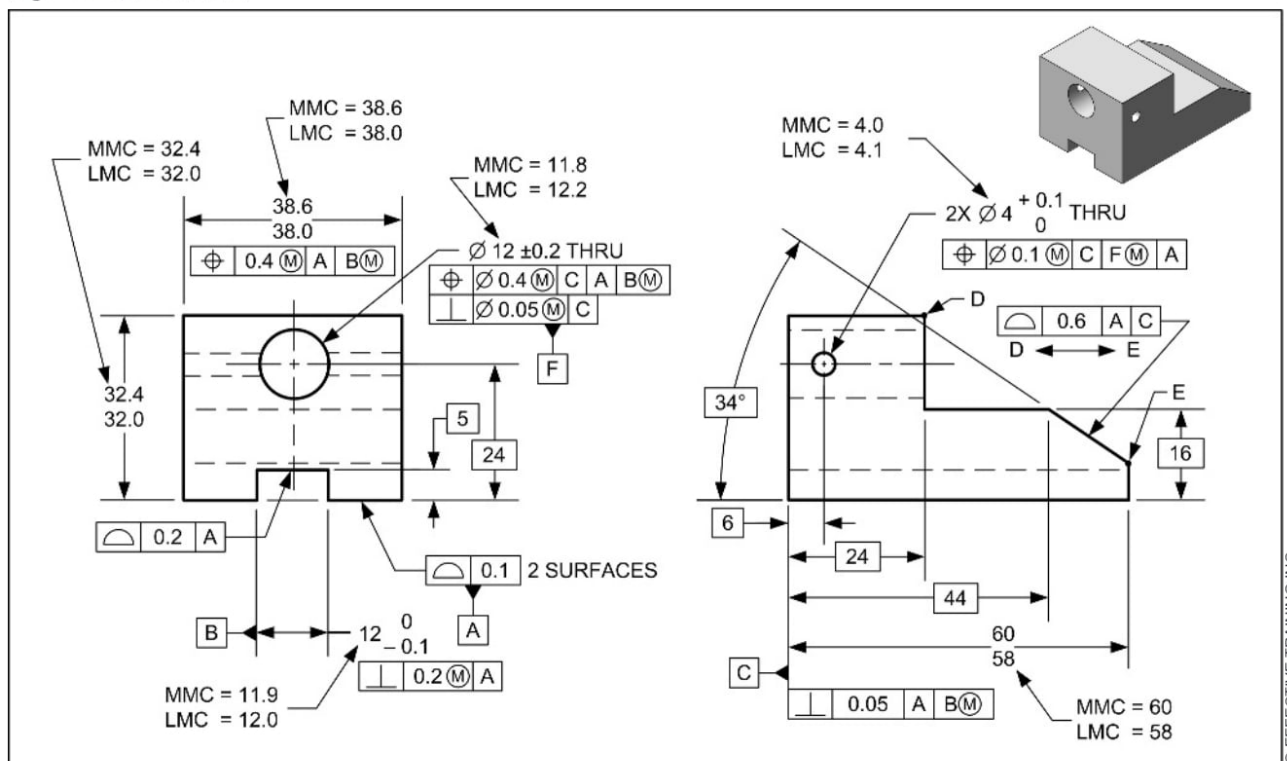 MMC = 38.6
LMC = 38.0
MMC = 32.4
LMC = 32.0
38.6
38.0
⌖ 0.4 Ⓜ A BⓂ
MMC = 11.8
LMC = 12.2
Ø 12 ±0.2 THRU
⌖ Ø 0.4 Ⓜ C A BⓂ
⊥ Ø 0.05 Ⓜ C
F
32.4
32.0
5
24
⌓ 0.2 A
⌓ 0.1 2 SURFACES
A
B
12 0
– 0.1
⊥ 0.2 Ⓜ A
MMC = 11.9
LMC = 12.0
MMC = 4.0
LMC = 4.1
2X Ø 4 + 0.1 THRU
0
⌖ Ø 0.1 Ⓜ C FⓂ A
D
⌓ 0.6 A C
D E
E
34°
16
6
24
44
60
58
C
⊥ 0.05 A BⓂ
MMC = 60
LMC = 58